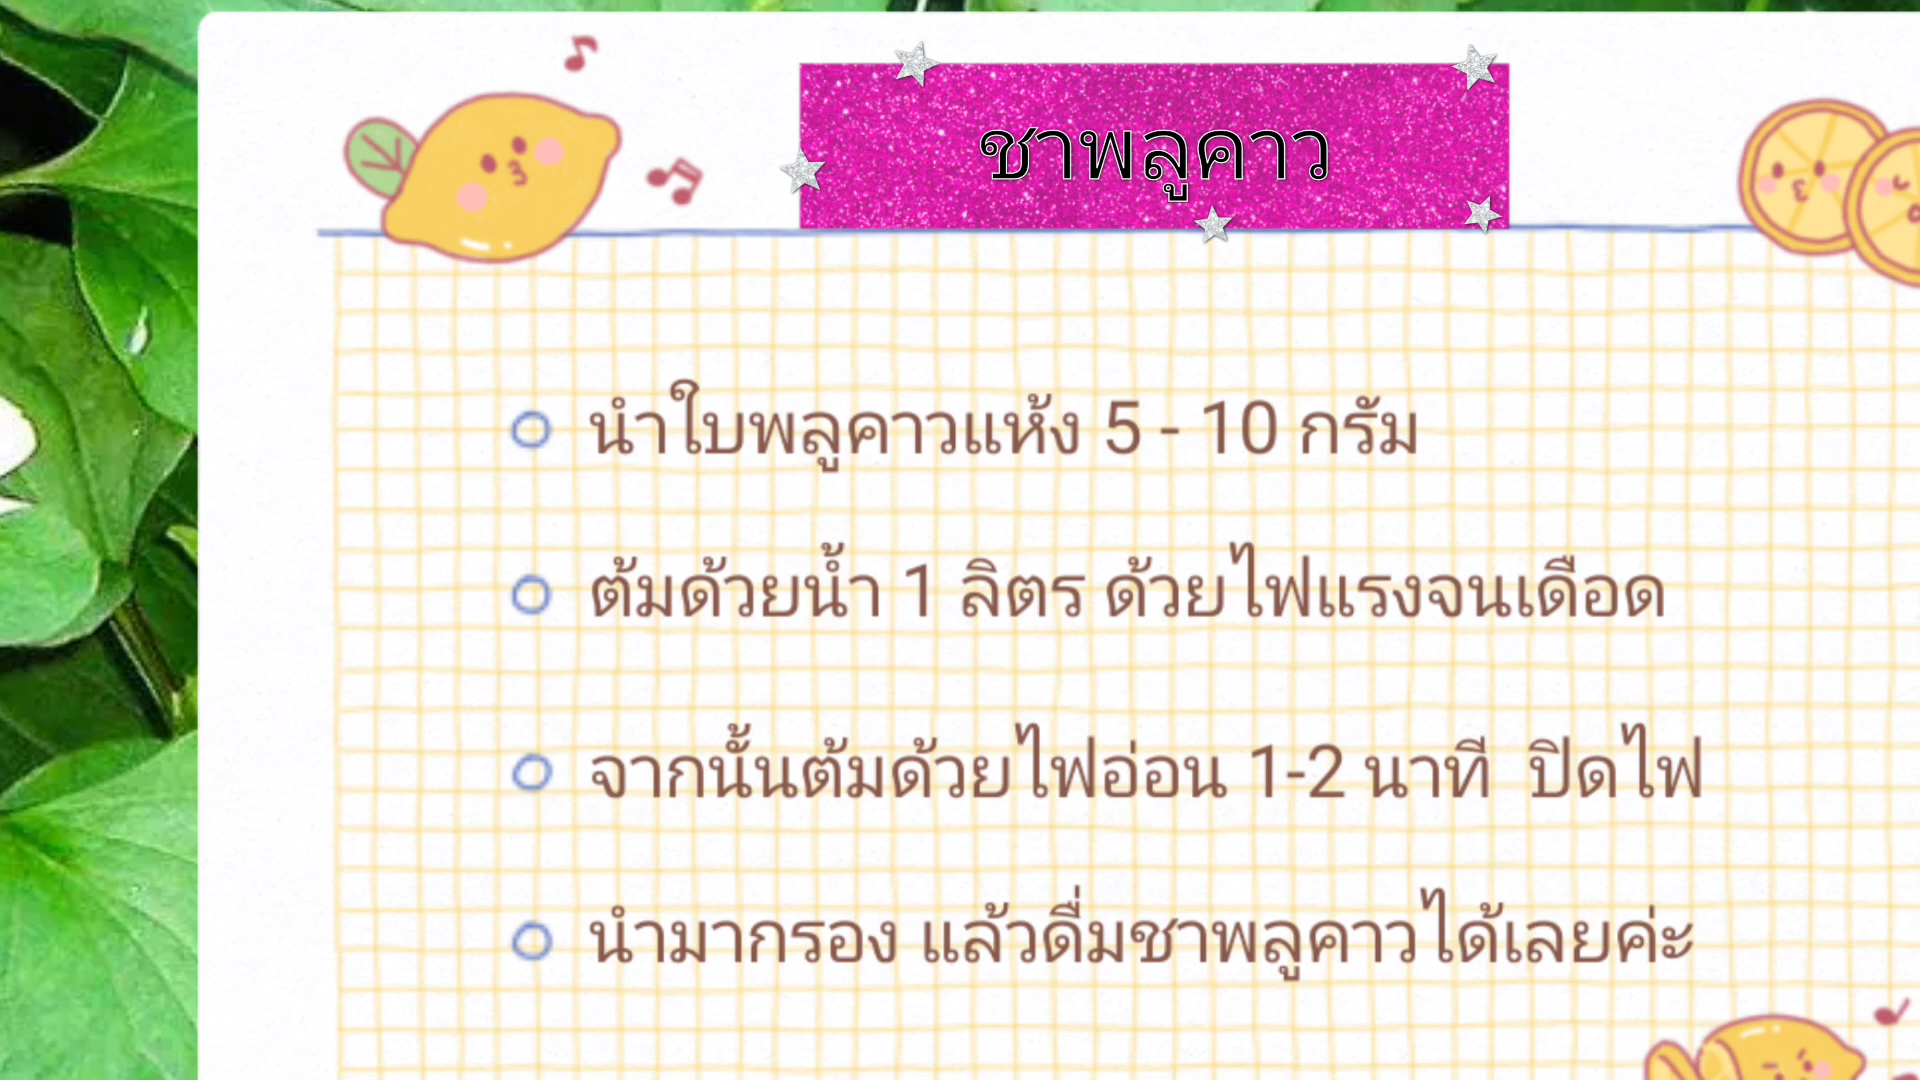 ชาพลูคาว
นำใบพลูคาวแห้ง 5 - 10 กรัม
ต้มด้วยน้ำ 1 ลิตร ด้วยไฟแรงจนเดือด
จากนั้นต้มด้วยไฟอ่อน 1-2 นาที ปิดไฟ
นำมากรอง แล้วดื่มชาพลูคาวได้เลยค่ะ